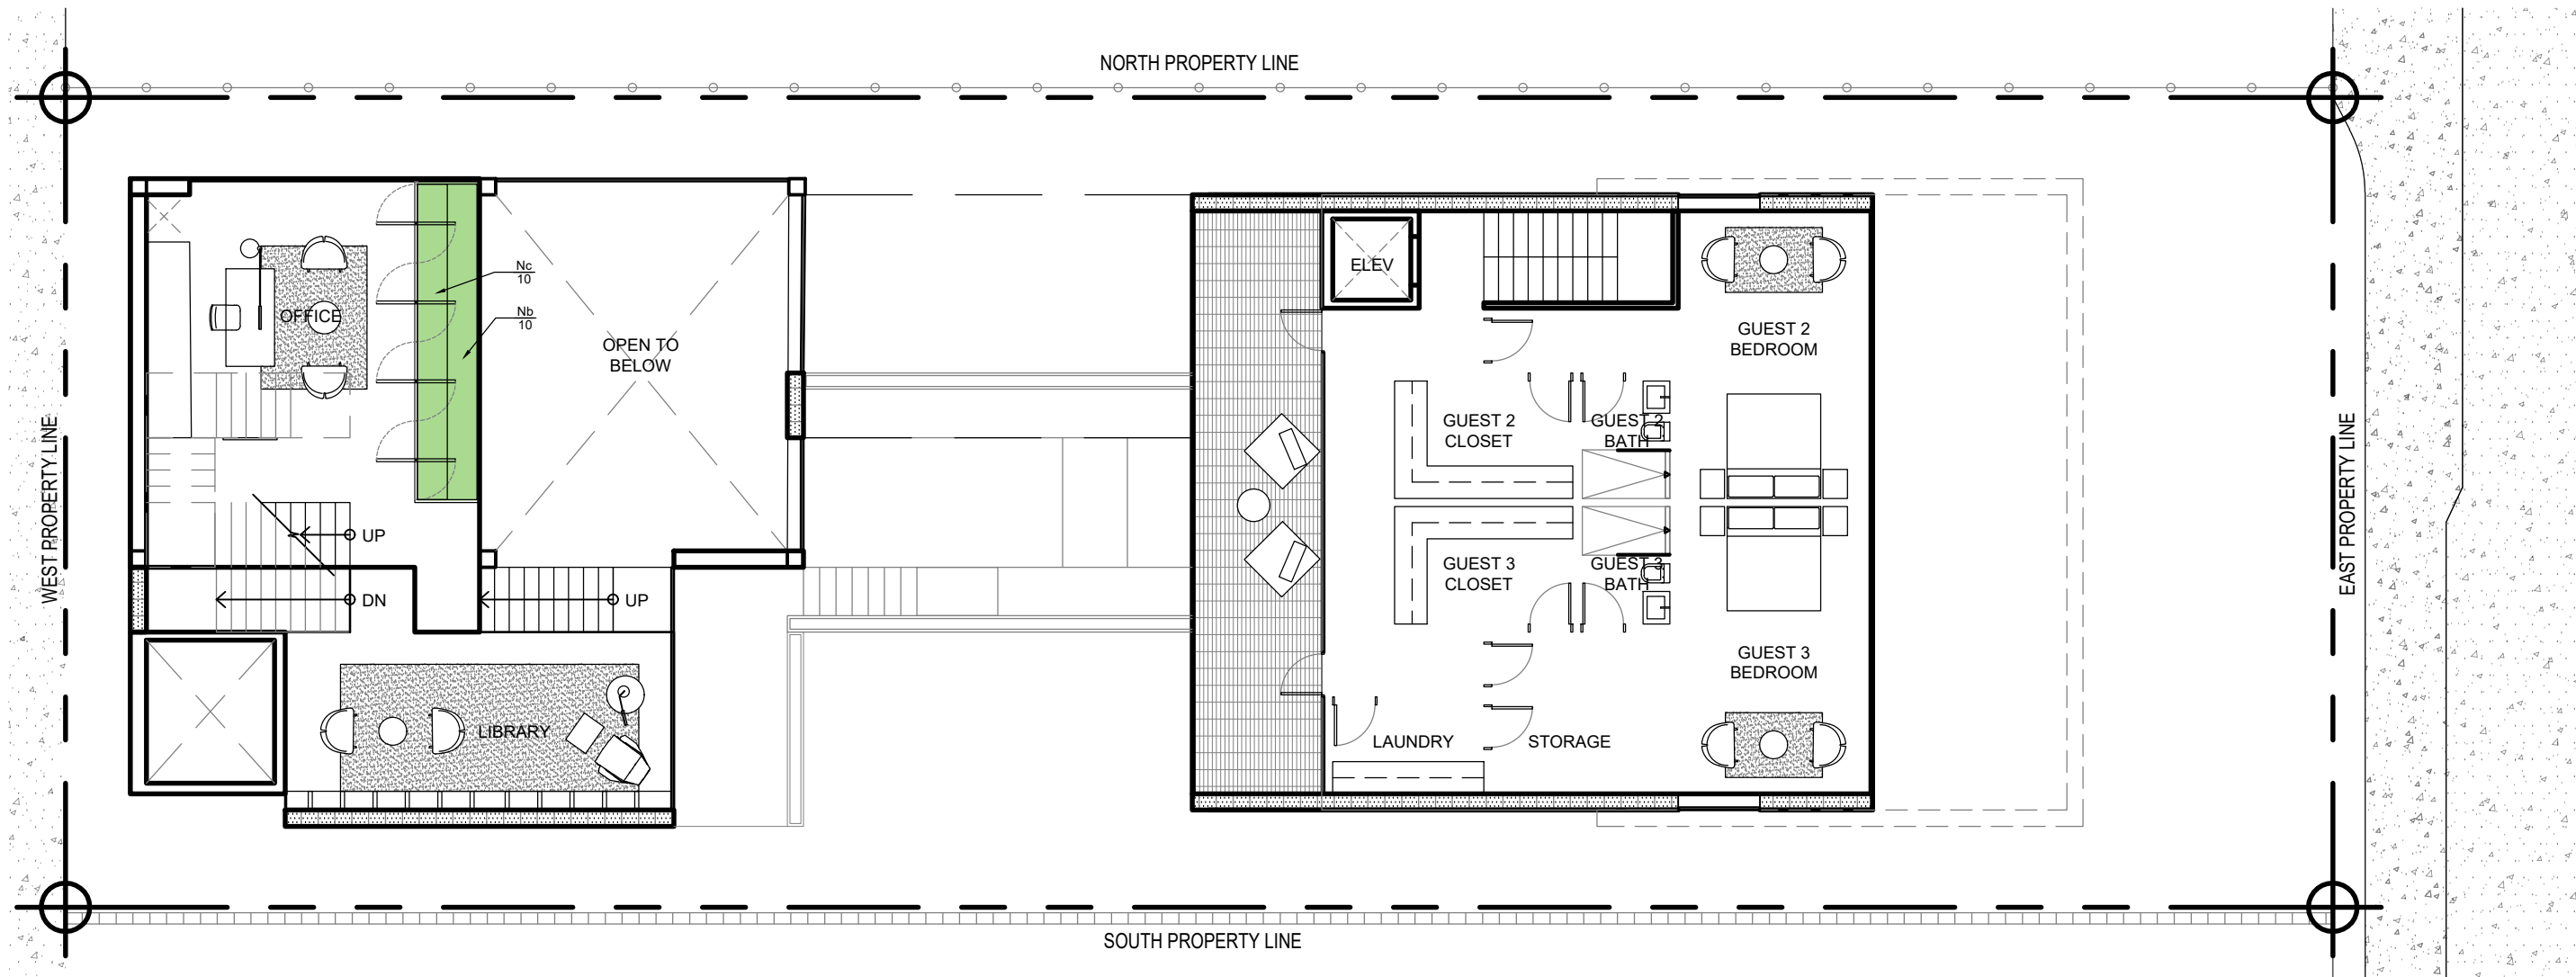 NORTH PROPERTY LINE
WEST PROPERTY LINE
EAST PROPERTY LINE
Nc
10
Nb
10
OFFICE
OPEN TO
BELOW
ELEV
GUEST 2
BEDROOM
GUEST 2
CLOSET
GUEST 2
BATH
UP
DN
UP
GUEST 3
CLOSET
GUEST 3
BATH
GUEST 3
BEDROOM
LIBRARY
LAUNDRY
STORAGE
SOUTH PROPERTY LINE